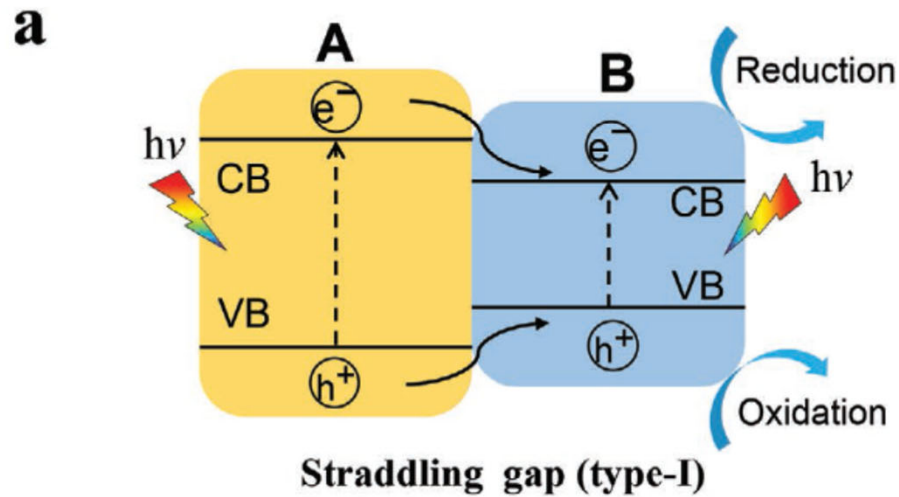 a
A
B
e⁻
e⁻
Reduction
hν
hν
CB
CB
VB
VB
h⁺
h⁺
Oxidation
Straddling gap (type-I)